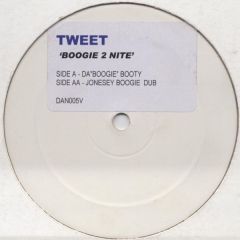 TWEET
‘BOOGIE 2 NITE’
SIDE A - DA"BOOGIE' BOOTY
SIDE AA - JONESEY BOOGIE DUB
DAN005V